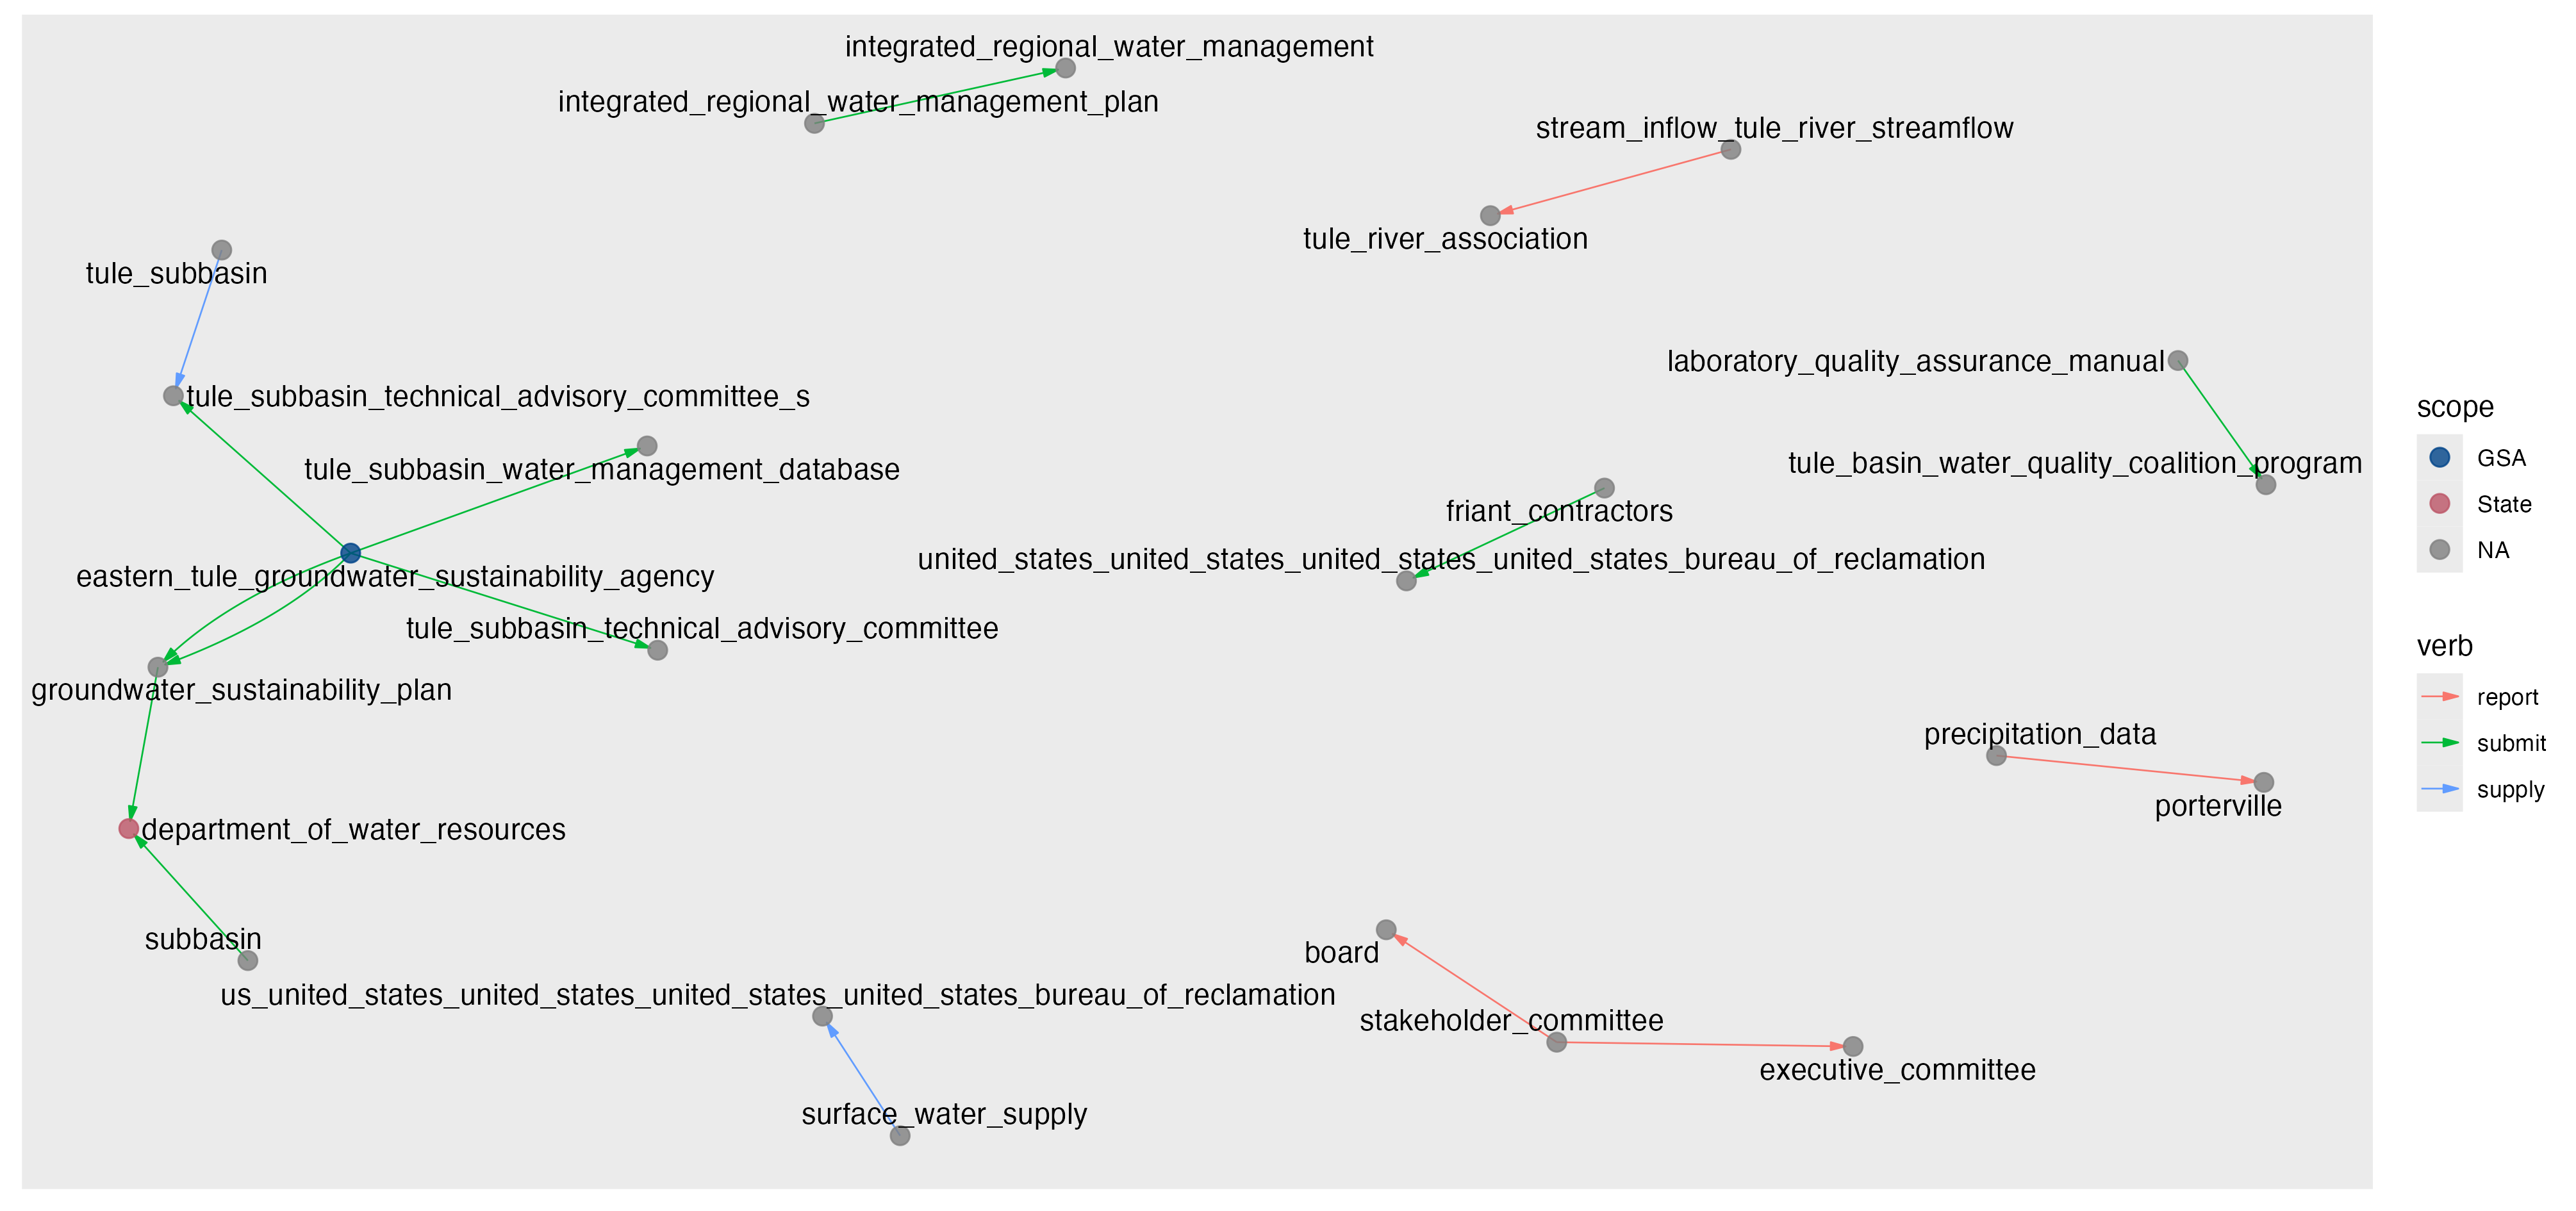 integrated_regional_water_management
integrated_regional_water_management_plan
stream_inflow_tule_river_streamflow
tule_river_association
tule_subbasin
laboratory_quality_assurance_manual
tule_subbasin_technical_advisory_committee_s
tule_subbasin_water_management_database
tule_basin_water_quality_coalition_program
friant_contractors
united_states_united_states_united_states_united_states_bureau_of_reclamation
eastern_tule_groundwater_sustainability_agency
tule_subbasin_technical_advisory_committee
groundwater_sustainability_plan
precipitation_data
porterville
department_of_water_resources
subbasin
board
us_united_states_united_states_united_states_united_states_bureau_of_reclamation
stakeholder_committee
executive_committee
surface_water_supply
scope
GSA
State
NA
verb
report
submit
supply